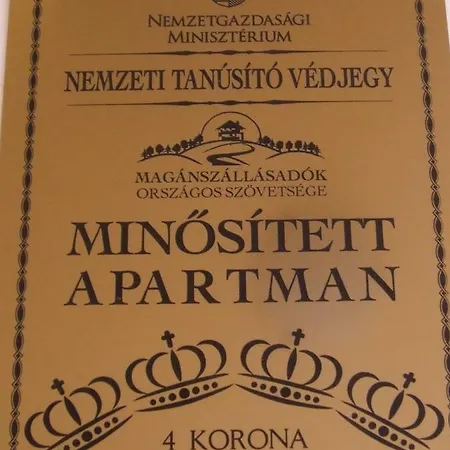 NEMZETGAZDASÁGI
MINISZTÉRIUM
NEMZETI TANÚSÍTÓ VÉDJEGY
MAGÁNSZÁLLÁSADÓK
ORSZÁGOS SZÖVETSÉGE
MINŐSÍTETT
APARTMAN
4 KORONA